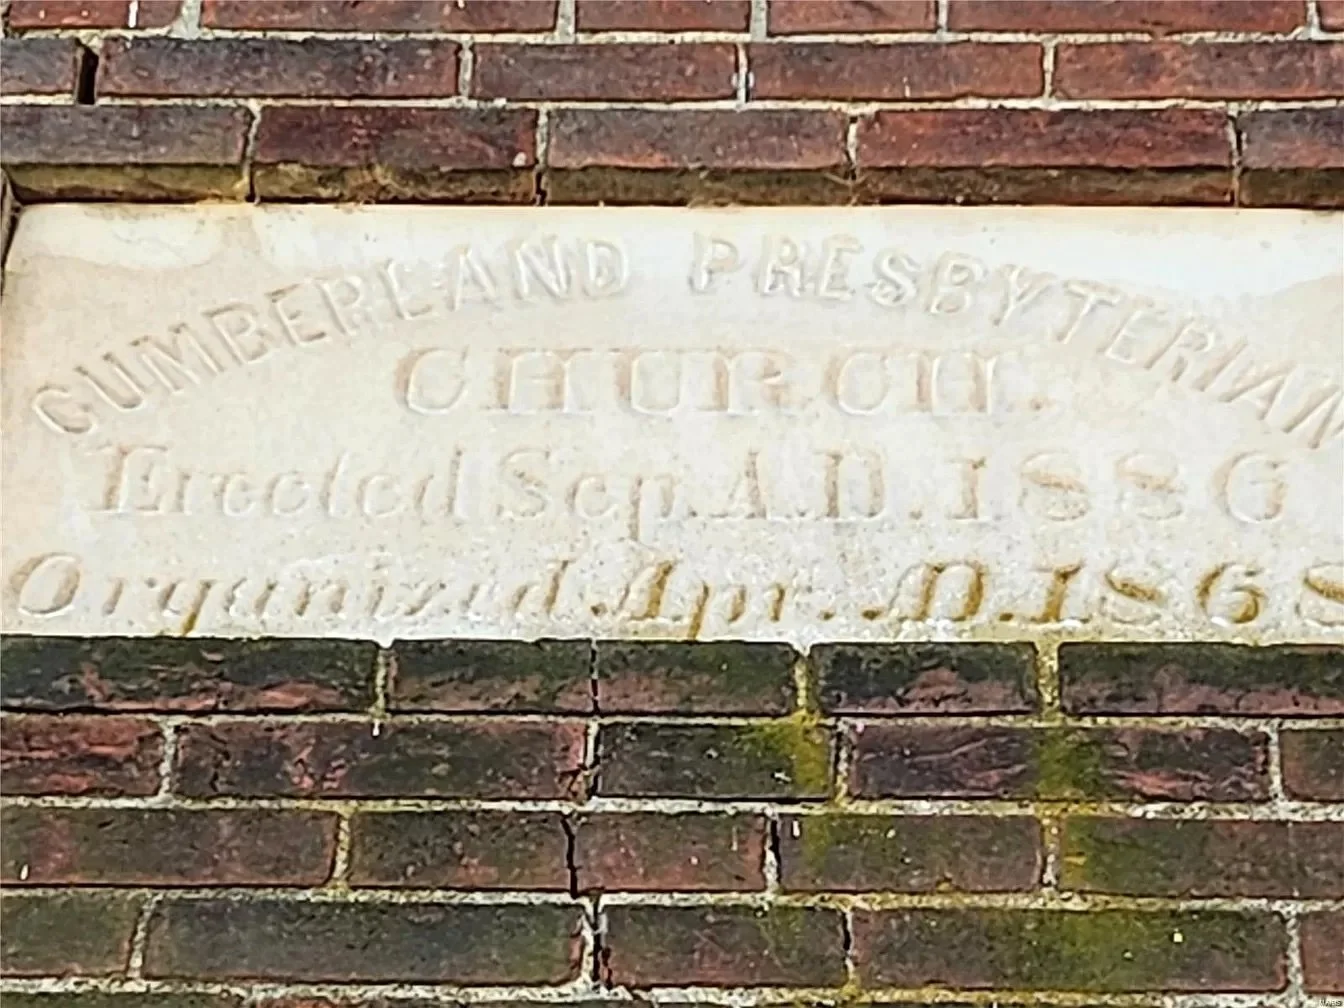 CUMBERLAND PRESBYTERIAN
CHURCH.
Erected Sep. A.D. 1886
Organized Apr. A.D. 1868